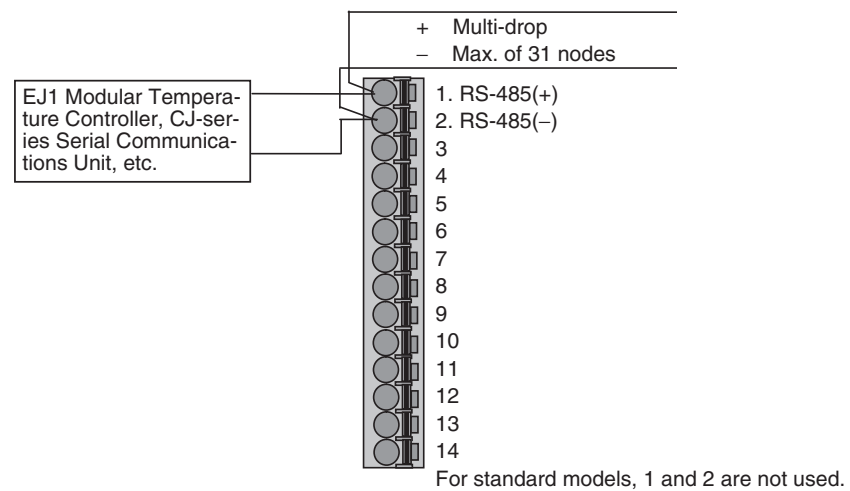 + Multi-drop
− Max. of 31 nodes
EJ1 Modular Tempera-
ture Controller, CJ-ser-
ies Serial Communica-
tions Unit, etc.
1. RS-485(+)
2. RS-485(−)
3
4
5
6
7
8
9
10
11
12
13
14
For standard models, 1 and 2 are not used.